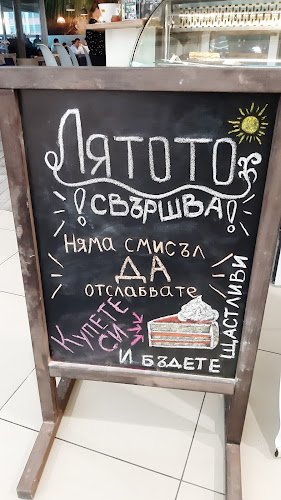 Лятото
! свършва!
Няма смисъл
ДА
отслабвате
Купете
си
и бъдете
щастливи